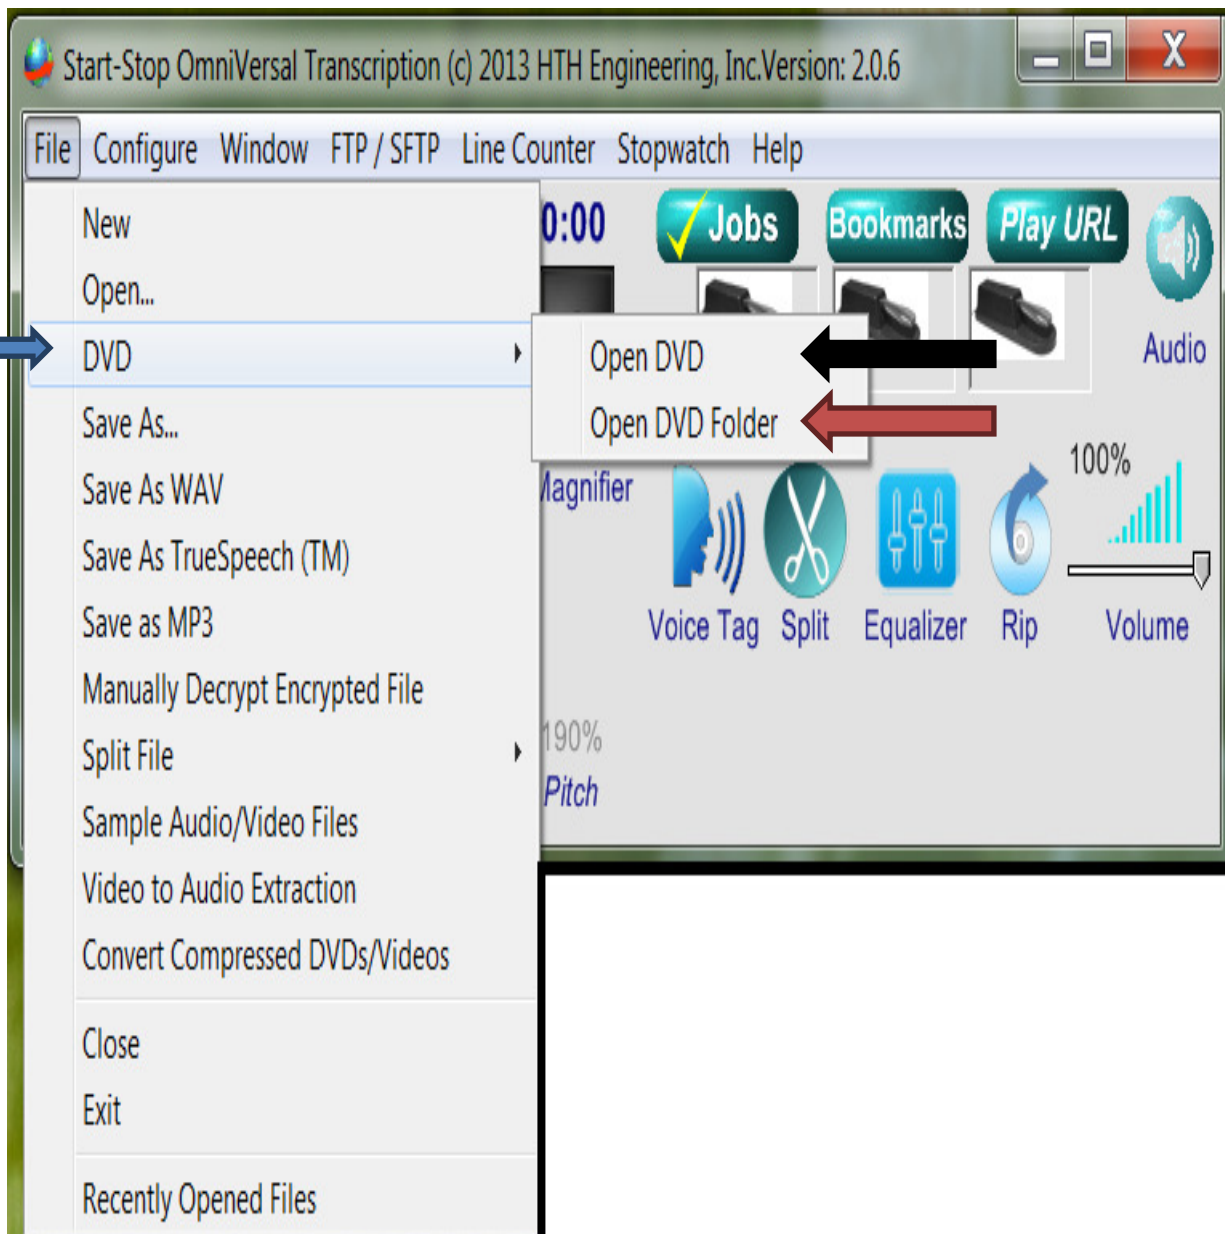 Start-Stop OmniVersal Transcription (c) 2013 HTH Engineering, Inc.Version: 2.0.6
File Configure Window FTP / SFTP Line Counter Stopwatch Help
New
Open...
DVD
Save As...
Save As WAV
Save As TrueSpeech (TM)
Save as MP3
Manually Decrypt Encrypted File
Split File
Sample Audio/Video Files
Video to Audio Extraction
Convert Compressed DVDs/Videos
Close
Exit
Recently Opened Files
Open DVD
Open DVD Folder
0:00 Jobs Bookmarks Play URL
Audio
100%
Voice Tag Split Equalizer Rip Volume
190%
Pitch